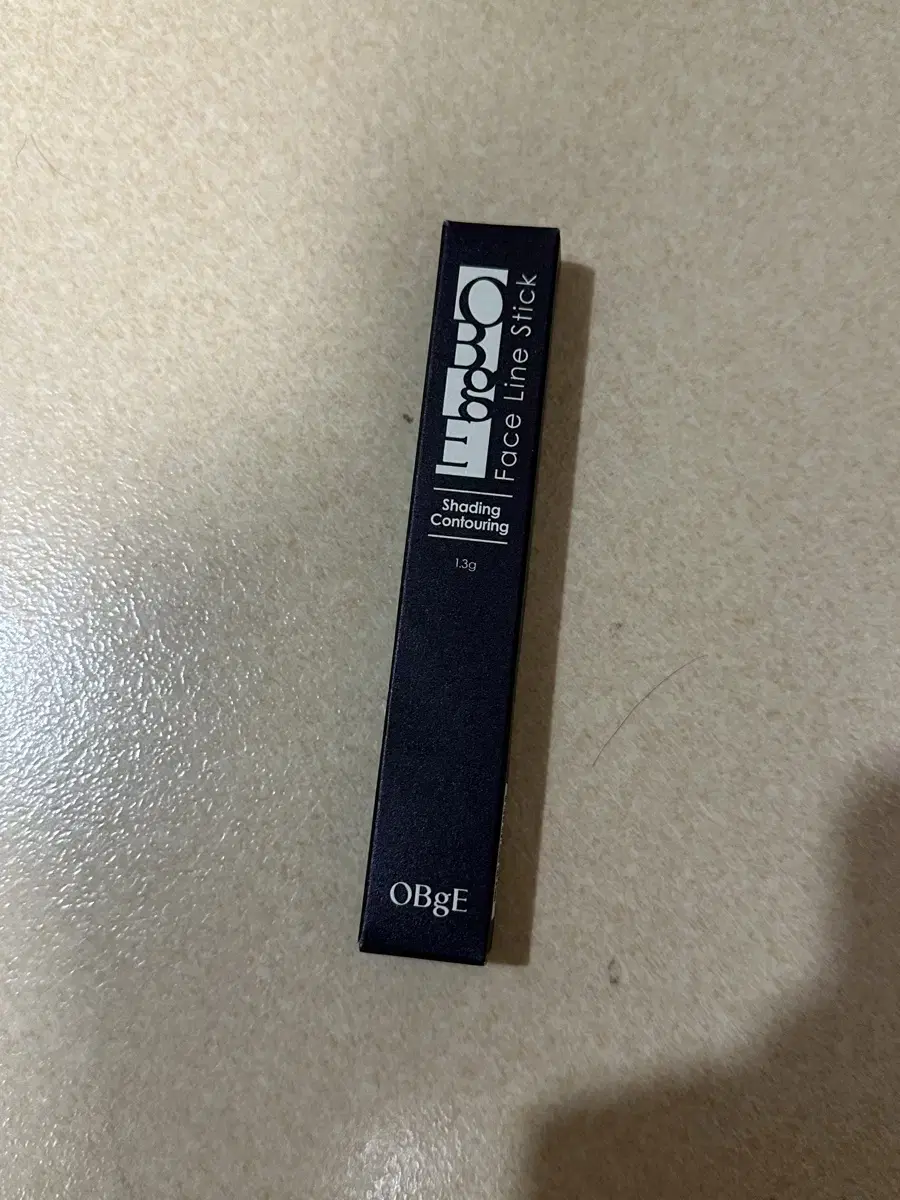 OBgE
Face Line Stick
Shading
Contouring
1.3g
OBgE